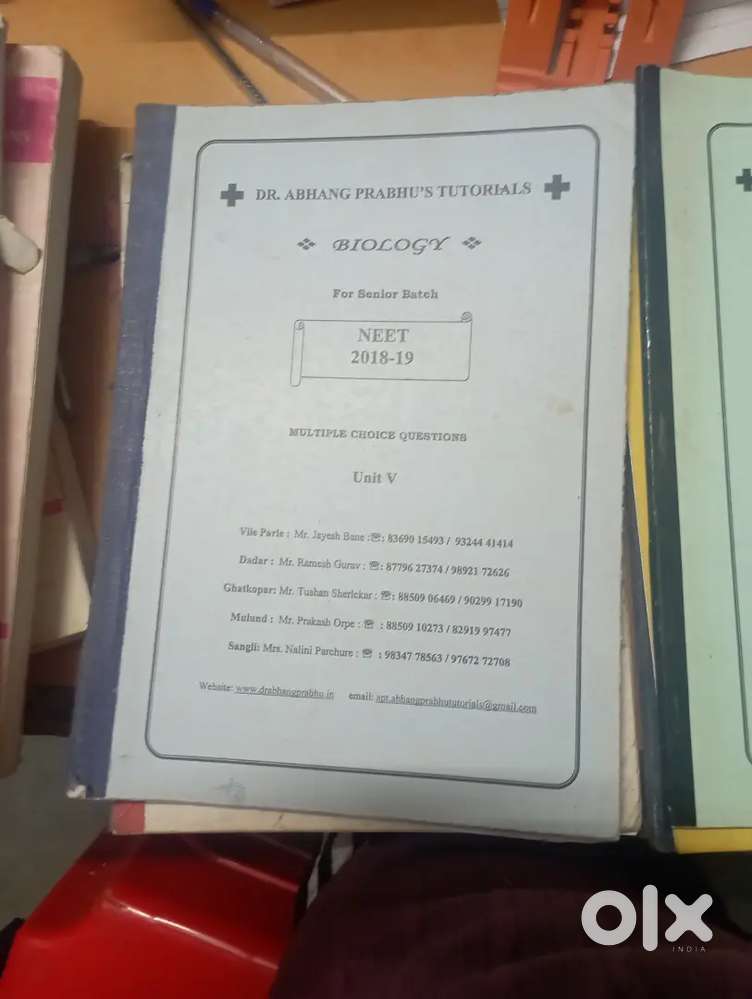 DR. ABHANG PRABHU'S TUTORIALS
BIOLOGY
For Senior Batch
NEET
2018-19
MULTIPLE CHOICE QUESTIONS
Unit V
Vile Parle : Mr. Jayesh Bane :☎: 83690 15493 / 93244 41414
Dadar : Mr. Ramesh Gurav : ☎: 87796 27374 / 98921 72626
Ghatkopar: Mr. Tushan Sherlekar : ☎: 88509 06469 / 90299 17190
Mulund : Mr. Prakash Orpe : ☎ : 88509 10273 / 82919 97477
Sangli: Mrs. Nalini Parchure : ☎ : 98347 78563 / 97672 72708
Website: www.drabhangprabhu.in email: apt.abhangprabhututorials@gmail.com
olx
INDIA